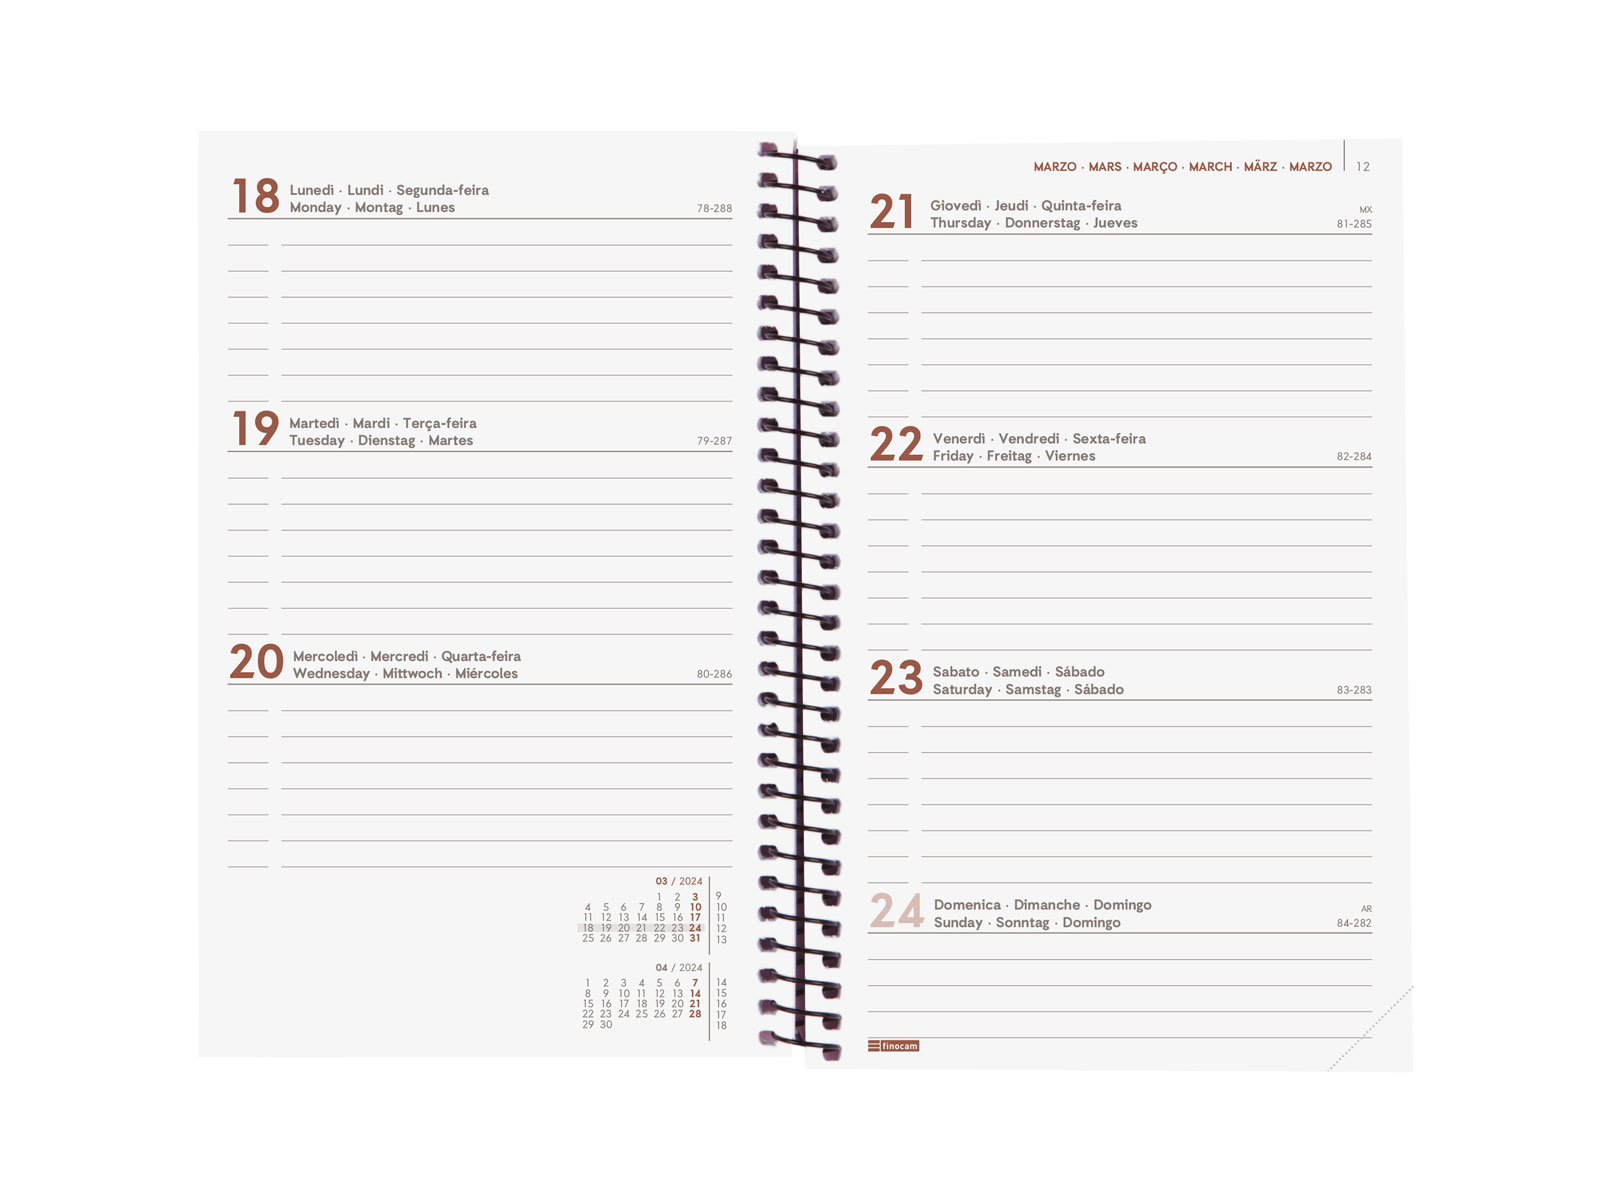 18 Lunedì · Lundi · Segunda-feira
Monday · Montag · Lunes 78-288
19 Martedì · Mardi · Terça-feira
Tuesday · Dienstag · Martes 79-287
20 Mercoledì · Mercredi · Quarta-feira
Wednesday · Mittwoch · Miércoles 80-286
03 / 2024
1 2 3 9
4 5 6 7 8 9 10 10
11 12 13 14 15 16 17 11
18 19 20 21 22 23 24 12
25 26 27 28 29 30 31 13
04 / 2024
1 2 3 4 5 6 7 14
8 9 10 11 12 13 14 15
15 16 17 18 19 20 21 16
22 23 24 25 26 27 28 17
29 30 18
MARZO · MARS · MARÇO · MARCH · MÄRZ · MARZO 12
21 Giovedì · Jeudi · Quinta-feira MX
Thursday · Donnerstag · Jueves 81-285
22 Venerdì · Vendredi · Sexta-feira
Friday · Freitag · Viernes 82-284
23 Sabato · Samedi · Sábado
Saturday · Samstag · Sábado 83-283
24 Domenica · Dimanche · Domingo AR
Sunday · Sonntag · Domingo 84-282
finocam